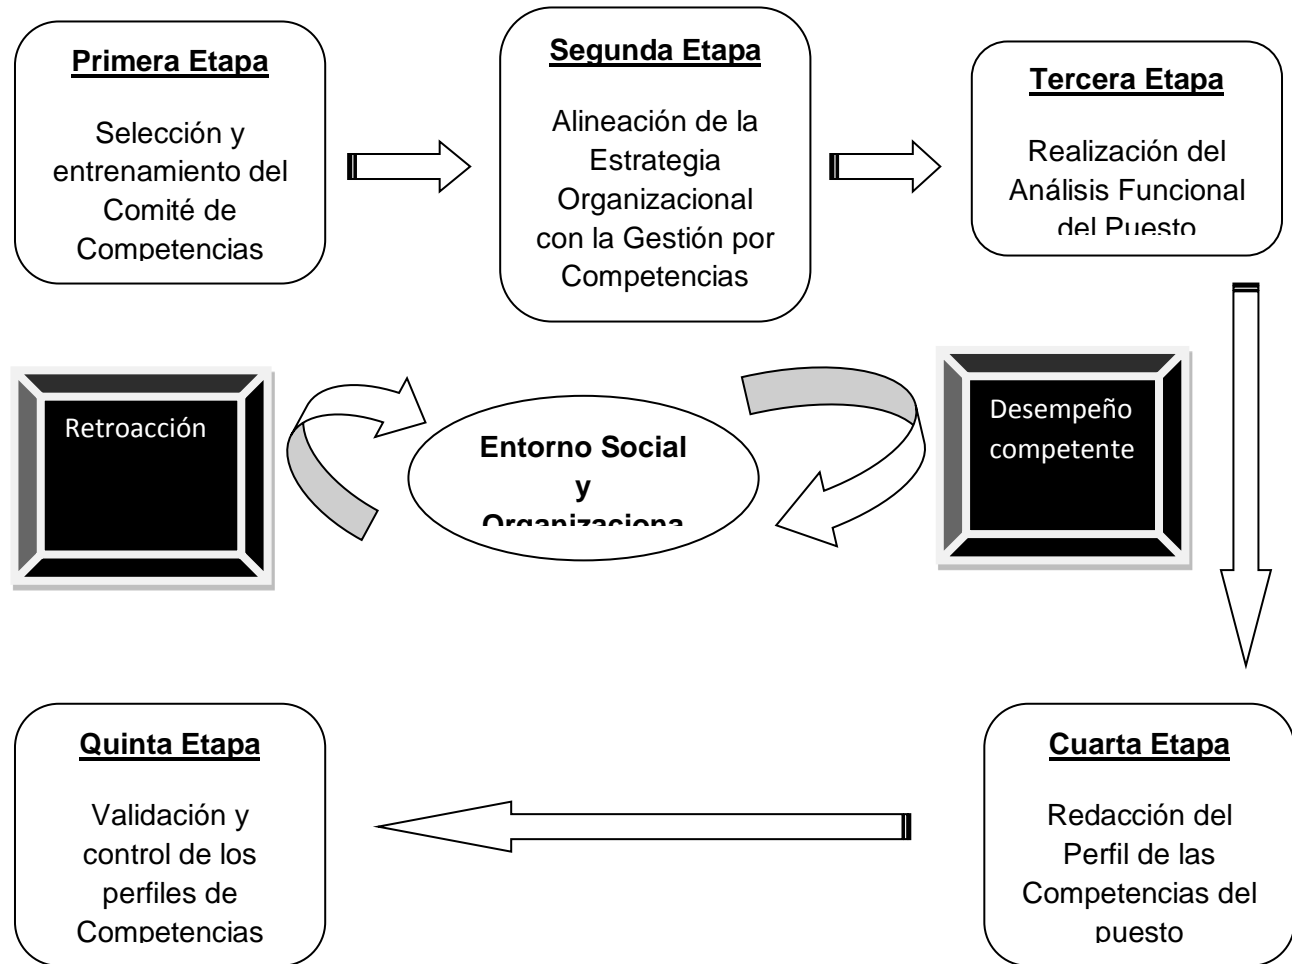 Primera Etapa
Selección y
entrenamiento del
Comité de
Competencias
Segunda Etapa
Alineación de la
Estrategia
Organizacional
con la Gestión por
Competencias
Tercera Etapa
Realización del
Análisis Funcional
del Puesto
Retroacción
Entorno Social
y
Organizaciona
Desempeño
competente
Quinta Etapa
Validación y
control de los
perfiles de
Competencias
Cuarta Etapa
Redacción del
Perfil de las
Competencias del
puesto